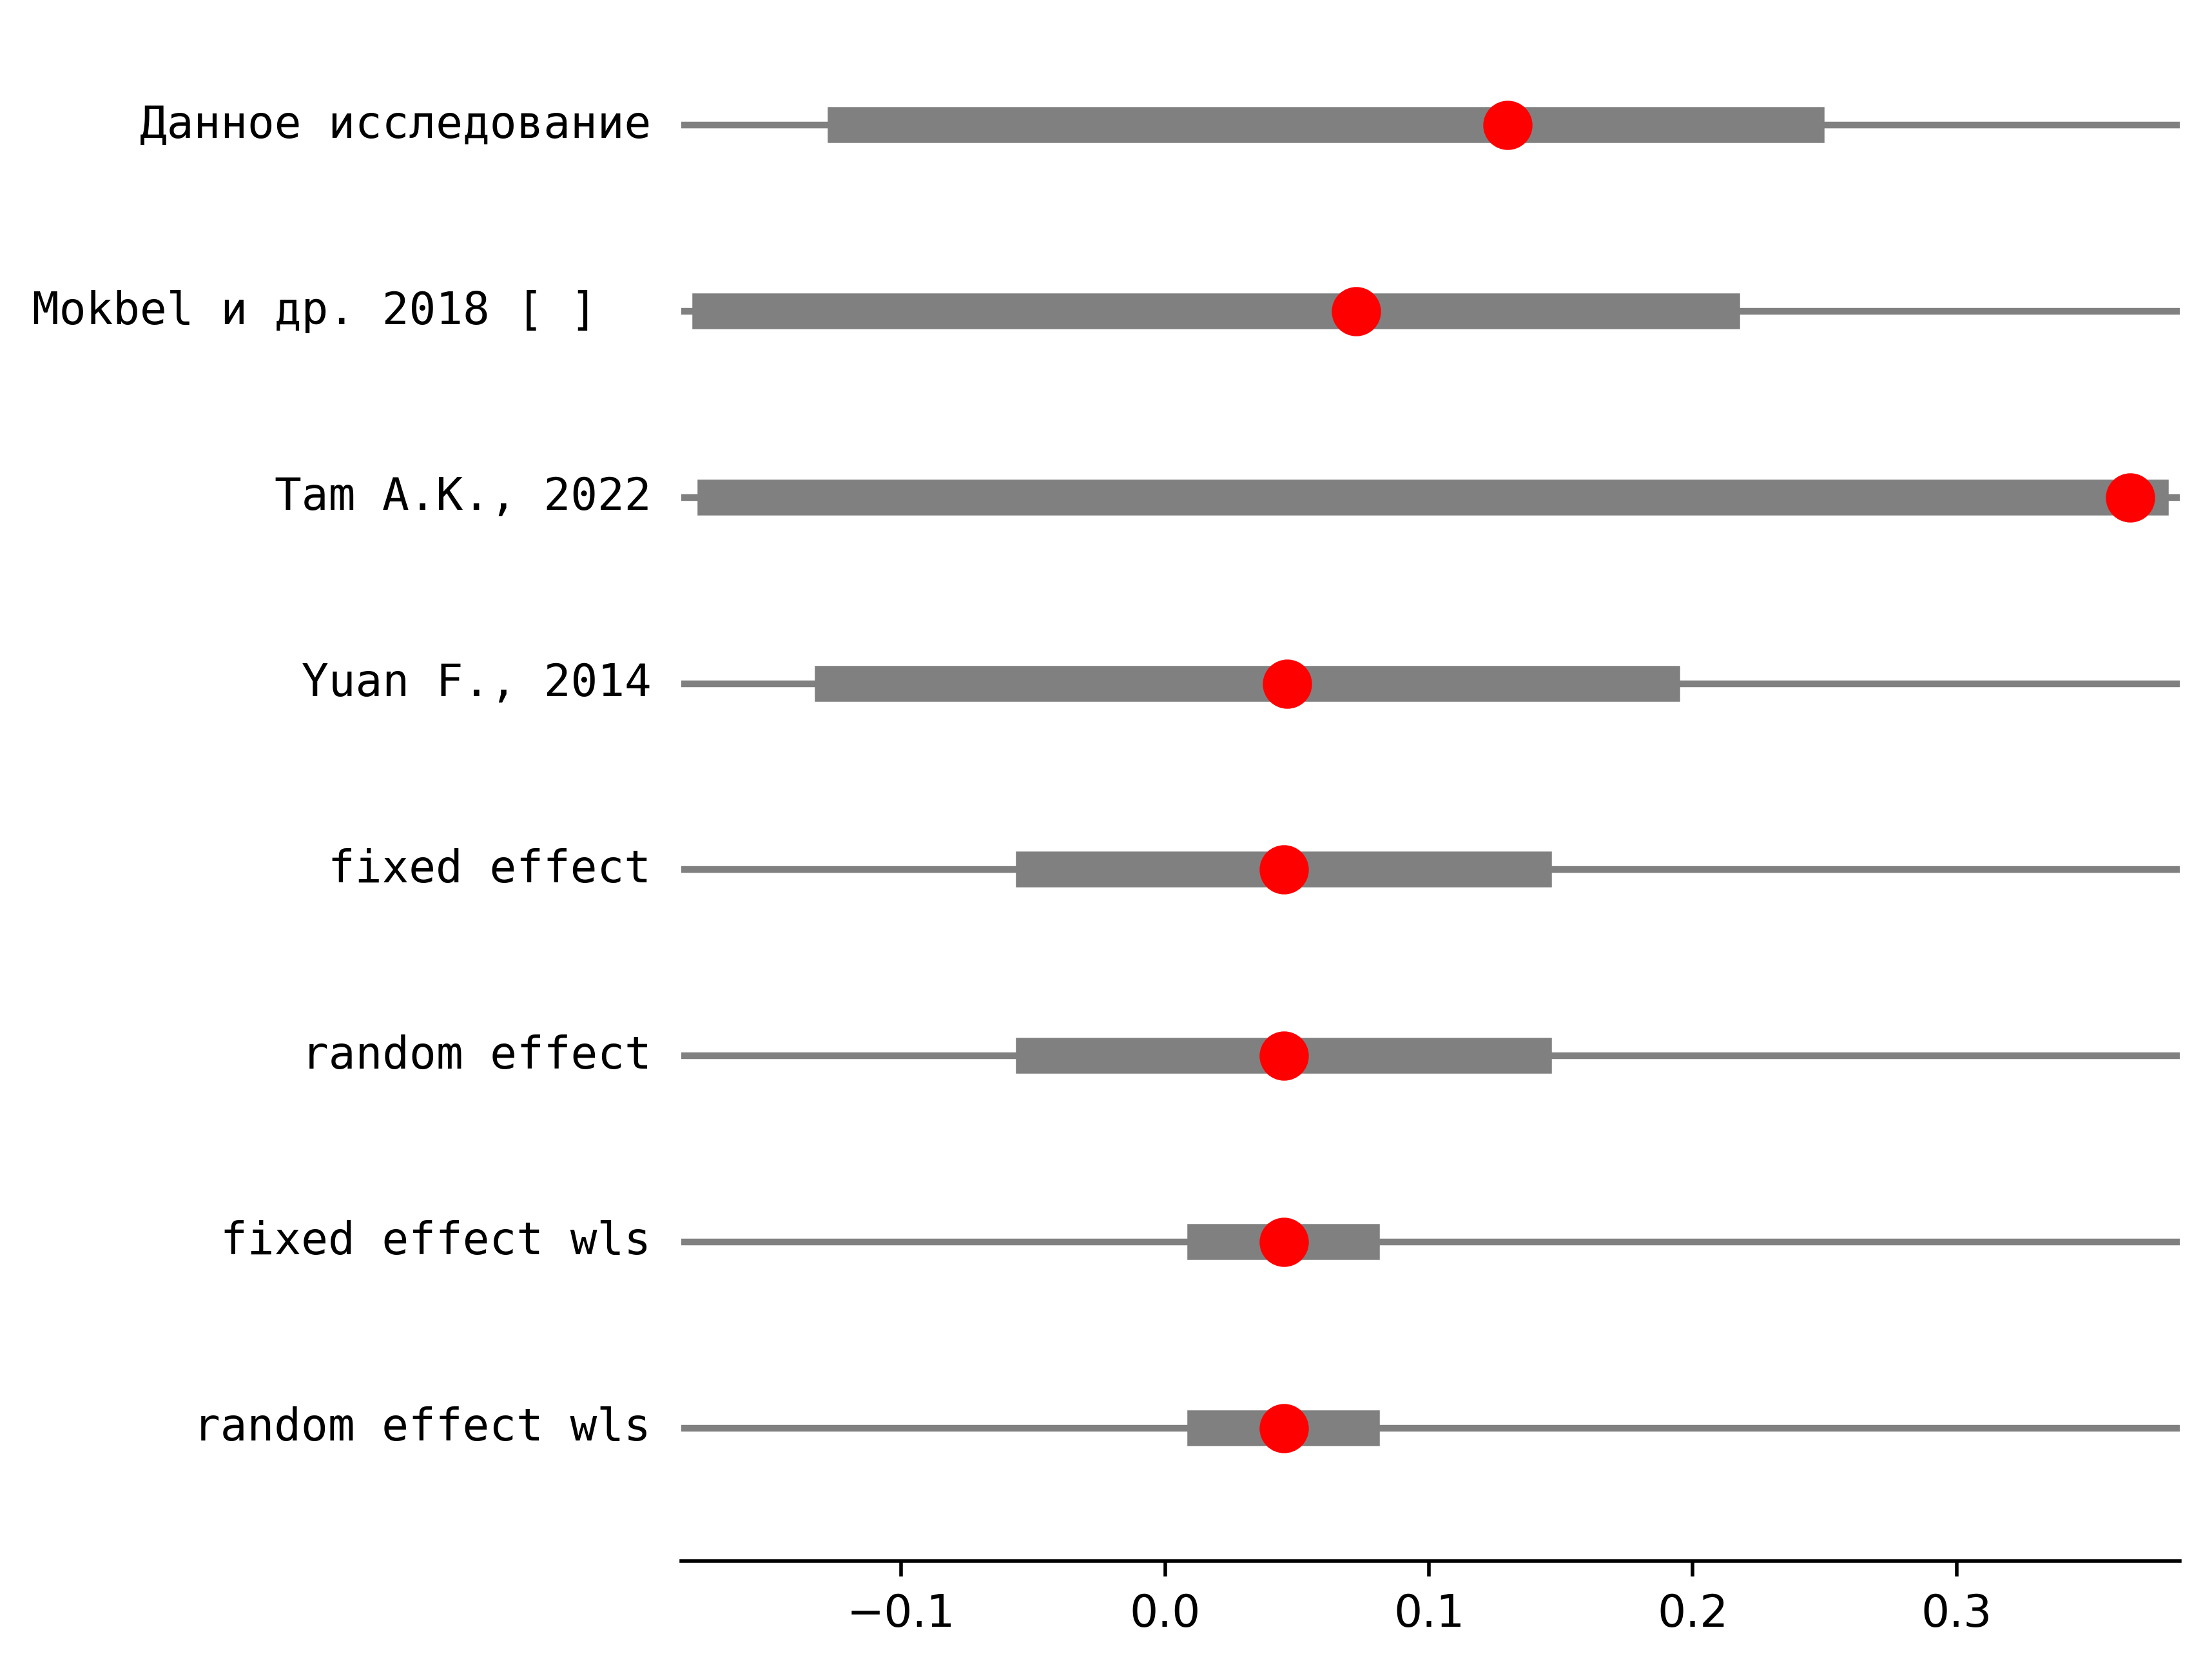 Данное исследование
Mokbel и др. 2018 [ ]
Tam A.K., 2022
Yuan F., 2014
fixed effect
random effect
fixed effect wls
random effect wls
−0.1 0.0 0.1 0.2 0.3